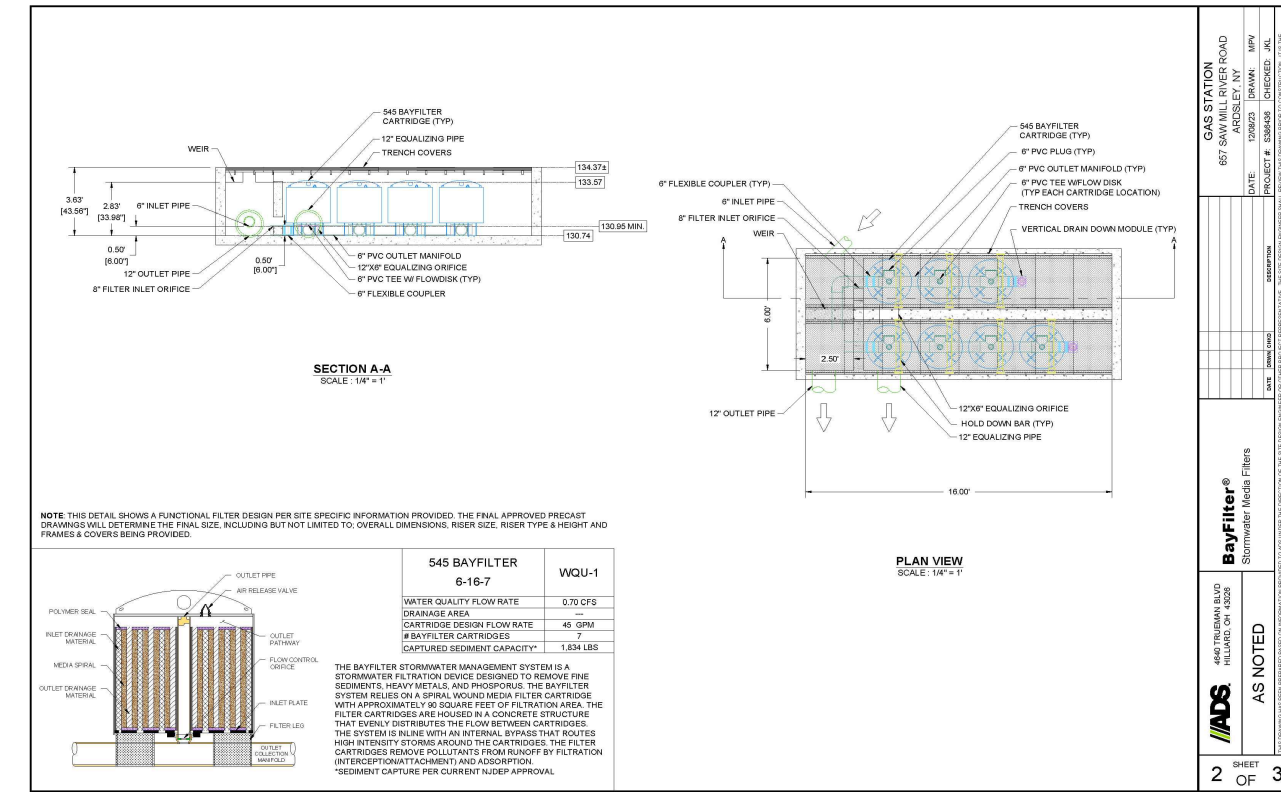 545 BAYFILTER
CARTRIDGE (TYP)
12" EQUALIZING PIPE
TRENCH COVERS
WEIR
134.37±
133.57
3.63'
[43.56"]
2.83'
[33.98"]
6" INLET PIPE
130.95 MIN.
130.74
0.50'
[6.00"]
0.50'
[6.00"]
12" OUTLET PIPE
8" FILTER INLET ORIFICE
6" PVC OUTLET MANIFOLD
12"X6" EQUALIZING ORIFICE
6" PVC TEE W/ FLOWDISK (TYP)
6" FLEXIBLE COUPLER
SECTION A-A
SCALE : 1/4" = 1'
545 BAYFILTER
CARTRIDGE (TYP)
6" PVC PLUG (TYP)
6" PVC OUTLET MANIFOLD (TYP)
6" PVC TEE W/FLOW DISK
(TYP EACH CARTRIDGE LOCATION)
TRENCH COVERS
VERTICAL DRAIN DOWN MODULE (TYP)
6" FLEXIBLE COUPLER (TYP)
6" INLET PIPE
8" FILTER INLET ORIFICE
WEIR
A
A
6.00'
2.50'
12" OUTLET PIPE
12"X6" EQUALIZING ORIFICE
HOLD DOWN BAR (TYP)
12" EQUALIZING PIPE
16.00'
PLAN VIEW
SCALE : 1/4" = 1'
NOTE: THIS DETAIL SHOWS A FUNCTIONAL FILTER DESIGN PER SITE SPECIFIC INFORMATION PROVIDED. THE FINAL APPROVED PRECAST
DRAWINGS WILL DETERMINE THE FINAL SIZE, INCLUDING BUT NOT LIMITED TO; OVERALL DIMENSIONS, RISER SIZE, RISER TYPE & HEIGHT AND
FRAMES & COVERS BEING PROVIDED.
OUTLET PIPE
AIR RELEASE VALVE
POLYMER SEAL
INLET DRAINAGE
MATERIAL
MEDIA SPIRAL
OUTLET DRAINAGE
MATERIAL
OUTLET
PATHWAY
FLOW CONTROL
ORIFICE
INLET PLATE
FILTER LEG
OUTLET
COLLECTION
MANIFOLD
545 BAYFILTER
6-16-7
WQU-1
WATER QUALITY FLOW RATE 0.70 CFS
DRAINAGE AREA ---
CARTRIDGE DESIGN FLOW RATE 45 GPM
# BAYFILTER CARTRIDGES 7
CAPTURED SEDIMENT CAPACITY* 1,834 LBS
THE BAYFILTER STORMWATER MANAGEMENT SYSTEM IS A
STORMWATER FILTRATION DEVICE DESIGNED TO REMOVE FINE
SEDIMENTS, HEAVY METALS, AND PHOSPORUS. THE BAYFILTER
SYSTEM RELIES ON A SPIRAL WOUND MEDIA FILTER CARTRIDGE
WITH APPROXIMATELY 90 SQUARE FEET OF FILTRATION AREA. THE
FILTER CARTRIDGES ARE HOUSED IN A CONCRETE STRUCTURE
THAT EVENLY DISTRIBUTES THE FLOW BETWEEN CARTRIDGES.
THE SYSTEM IS INLINE WITH AN INTERNAL BYPASS THAT ROUTES
HIGH INTENSITY STORMS AROUND THE CARTRIDGES. THE FILTER
CARTRIDGES REMOVE POLLUTANTS FROM RUNOFF BY FILTRATION
(INTERCEPTION/ATTACHMENT) AND ADSORPTION.
*SEDIMENT CAPTURE PER CURRENT NJDEP APPROVAL
GAS STATION
657 SAW MILL RIVER ROAD
ARDSLEY, NY
DATE: 12/08/23 DRAWN: MPV
PROJECT #: S386436 CHECKED: JKL
DATE DRWN CHKD DESCRIPTION
BayFilter®
Stormwater Media Filters
ADS.
4640 TRUEMAN BLVD
HILLIARD, OH 43026
AS NOTED
SHEET
2 OF 3